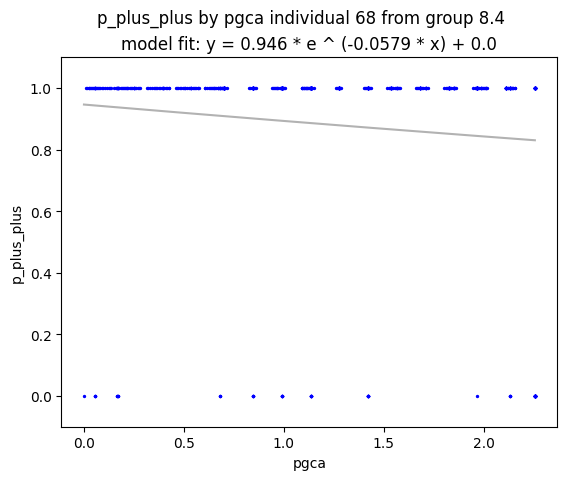 p_plus_plus by pgca individual 68 from group 8.4
model fit: y = 0.946 * e ^ (-0.0579 * x) + 0.0
1.0
0.8
0.6
0.4
0.2
0.0
p_plus_plus
0.0 0.5 1.0 1.5 2.0
pgca